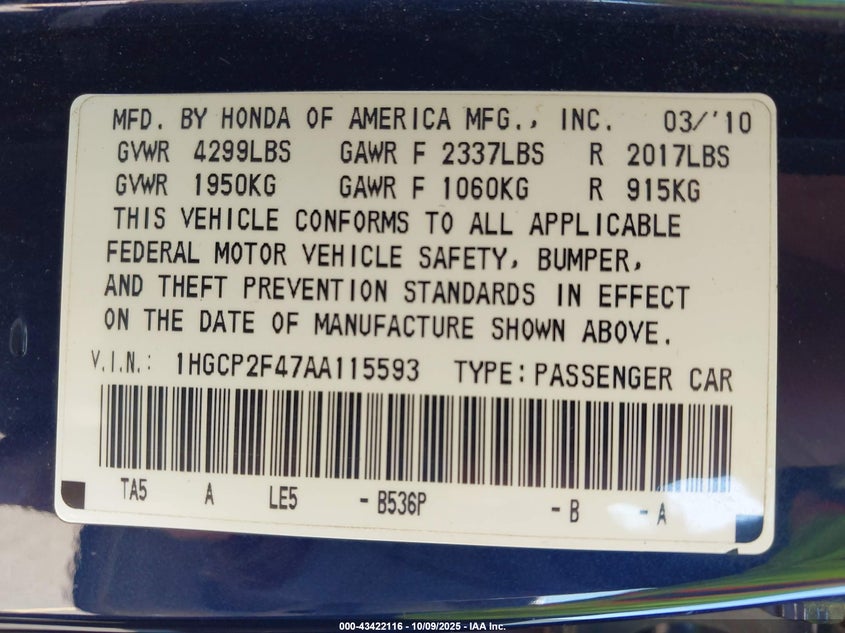 MFD. BY HONDA OF AMERICA MFG., INC. 03/'10
GVWR 4299LBS GAWR F 2337LBS R 2017LBS
GVWR 1950KG GAWR F 1060KG R 915KG
THIS VEHICLE CONFORMS TO ALL APPLICABLE
FEDERAL MOTOR VEHICLE SAFETY, BUMPER,
AND THEFT PREVENTION STANDARDS IN EFFECT
ON THE DATE OF MANUFACTURE SHOWN ABOVE.
V.I.N.: 1HGCP2F47AA115593 TYPE: PASSENGER CAR
TA5 A LE5 - B536P - B - A
000-43422116 - 10/09/2025 - IAA Inc.